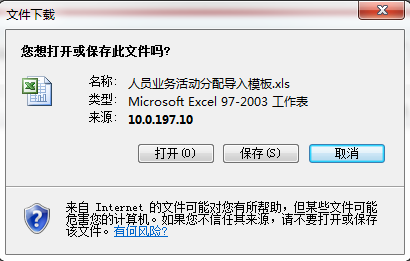 文件下载
您想打开或保存此文件吗?
名称: 人员业务活动分配导入模板.xls
类型: Microsoft Excel 97-2003 工作表
来源: 10.0.197.10
打开(O) 保存(S) 取消
来自 Internet 的文件可能对您有所帮助,但某些文件可能
危害您的计算机。如果您不信任其来源,请不要打开或保存
该文件。有何风险?